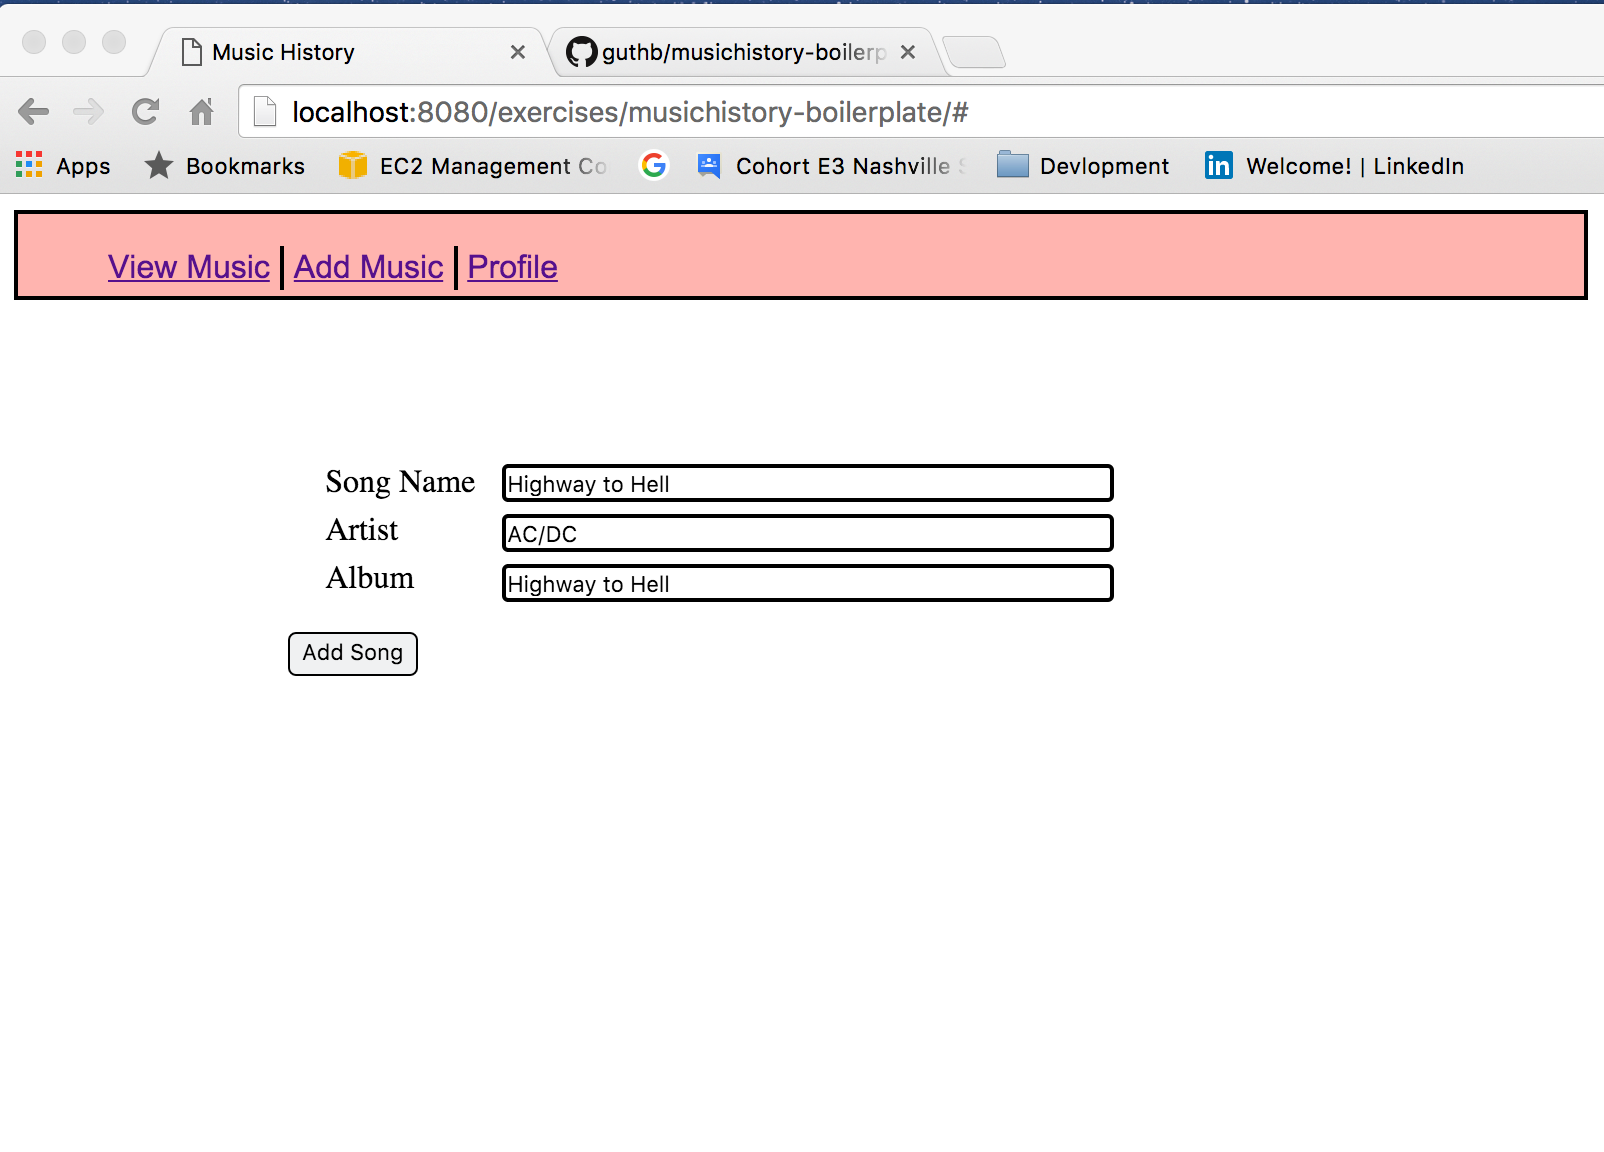 Music History
guthb/musichistory-boilerp
localhost:8080/exercises/musichistory-boilerplate/#
Apps Bookmarks EC2 Management Co Cohort E3 Nashville Devlopment Welcome! | LinkedIn
View Music Add Music Profile
Song Name Highway to Hell
Artist AC/DC
Album Highway to Hell
Add Song